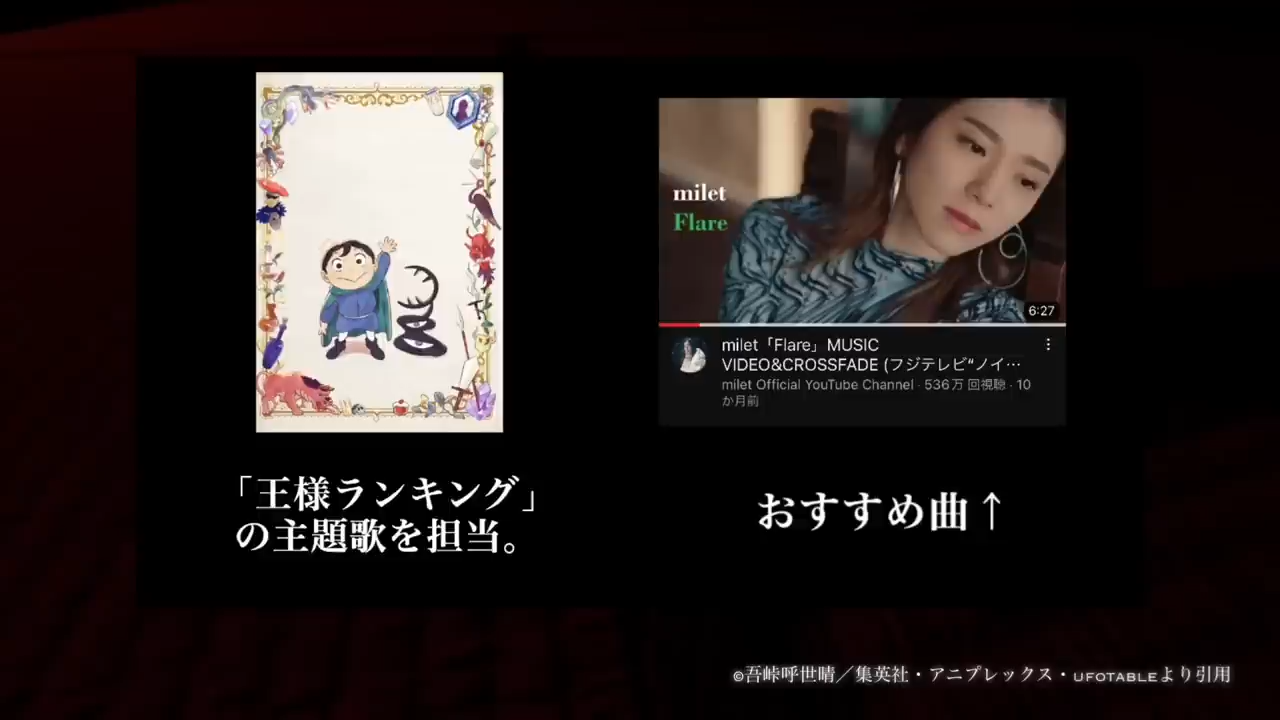 milet
Flare
6:27
milet「Flare」MUSIC
VIDEO&CROSSFADE (フジテレビ“ノイ…
milet Official YouTube Channel · 536万 回視聴 · 10
か月前
「王様ランキング」
の主題歌を担当。
おすすめ曲↑
©吾峠呼世晴／集英社・アニプレックス・UFOTABLEより引用